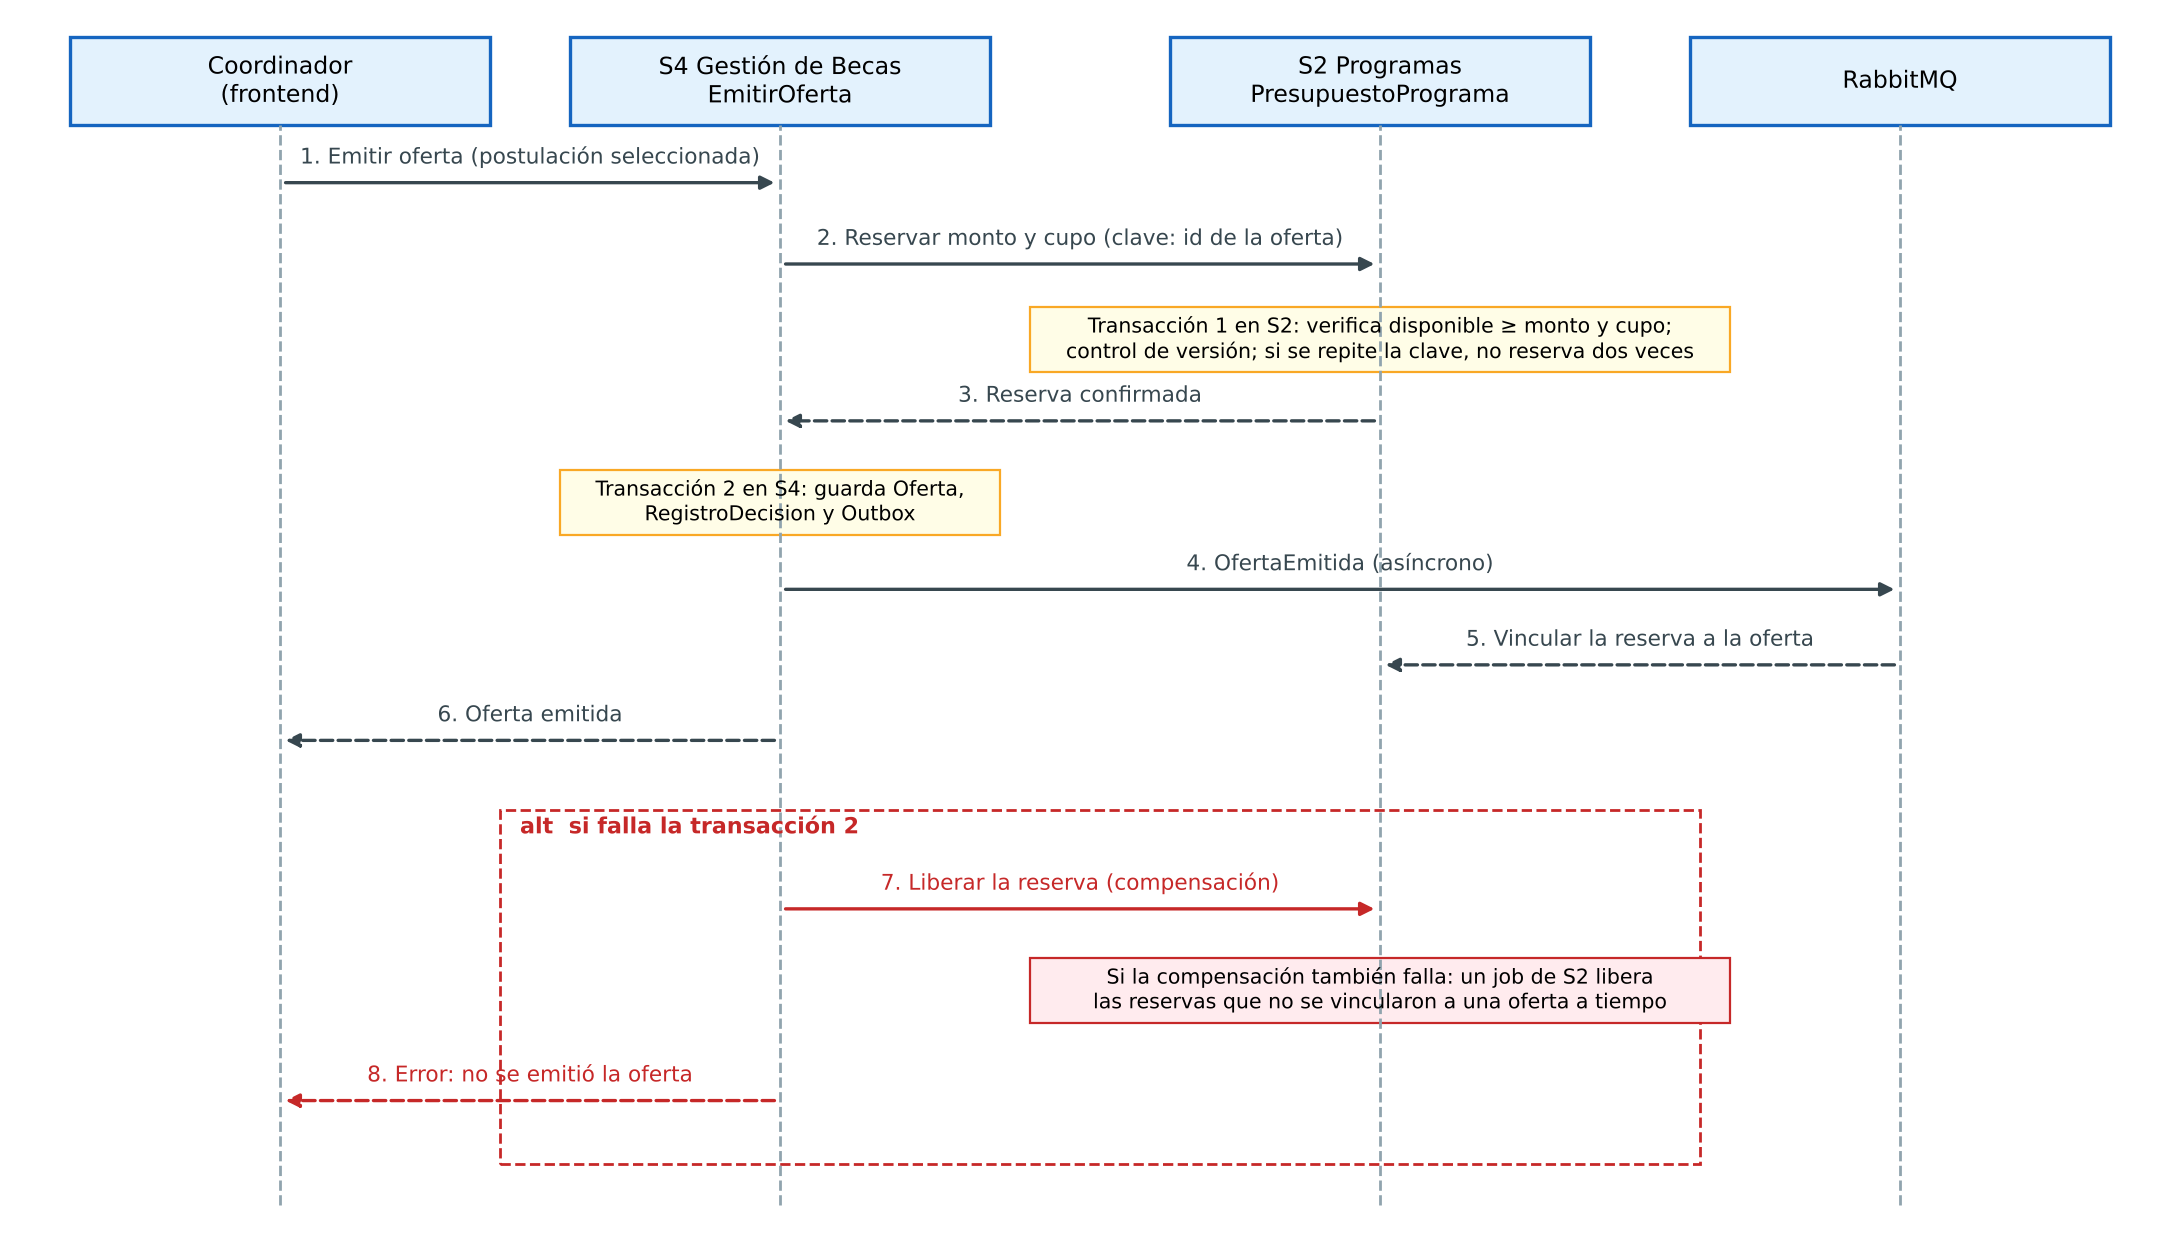 Coordinador
(frontend)
S4 Gestión de Becas
EmitirOferta
S2 Programas
PresupuestoPrograma
RabbitMQ
1. Emitir oferta (postulación seleccionada)
2. Reservar monto y cupo (clave: id de la oferta)
Transacción 1 en S2: verifica disponible ≥ monto y cupo;
control de versión; si se repite la clave, no reserva dos veces
3. Reserva confirmada
Transacción 2 en S4: guarda Oferta,
RegistroDecision y Outbox
4. OfertaEmitida (asíncrono)
5. Vincular la reserva a la oferta
6. Oferta emitida
alt  si falla la transacción 2
7. Liberar la reserva (compensación)
Si la compensación también falla: un job de S2 libera
las reservas que no se vincularon a una oferta a tiempo
8. Error: no se emitió la oferta